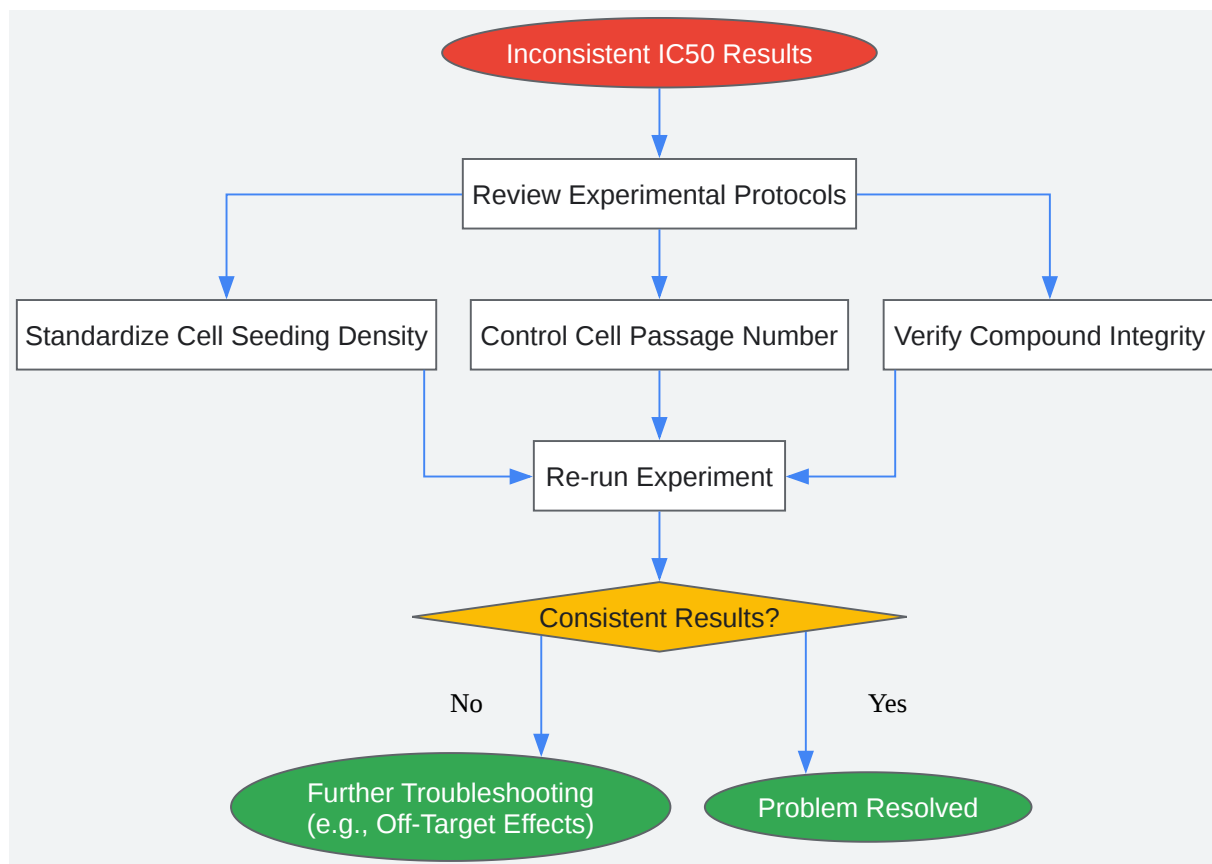 Inconsistent IC50 Results
Review Experimental Protocols
Standardize Cell Seeding Density
Control Cell Passage Number
Verify Compound Integrity
Re-run Experiment
Consistent Results?
No
Yes
Further Troubleshooting
(e.g., Off-Target Effects)
Problem Resolved